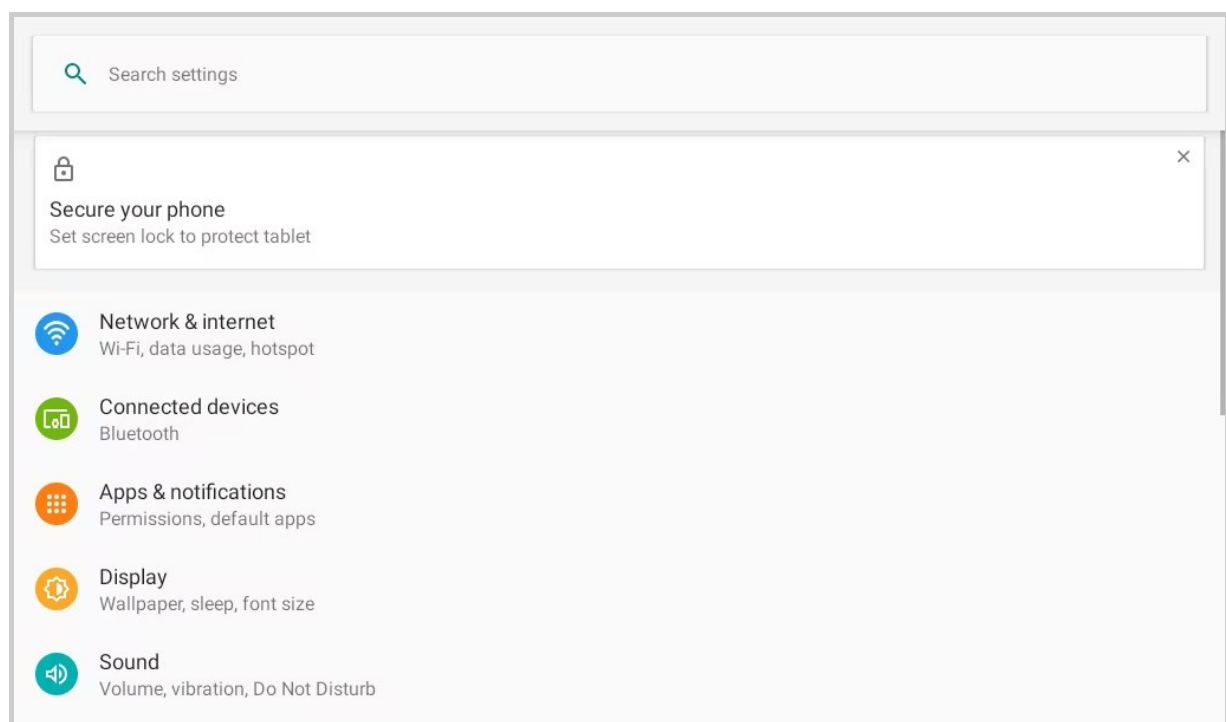 Search settings
Secure your phone
Set screen lock to protect tablet
Network & internet
Wi-Fi, data usage, hotspot
Connected devices
Bluetooth
Apps & notifications
Permissions, default apps
Display
Wallpaper, sleep, font size
Sound
Volume, vibration, Do Not Disturb